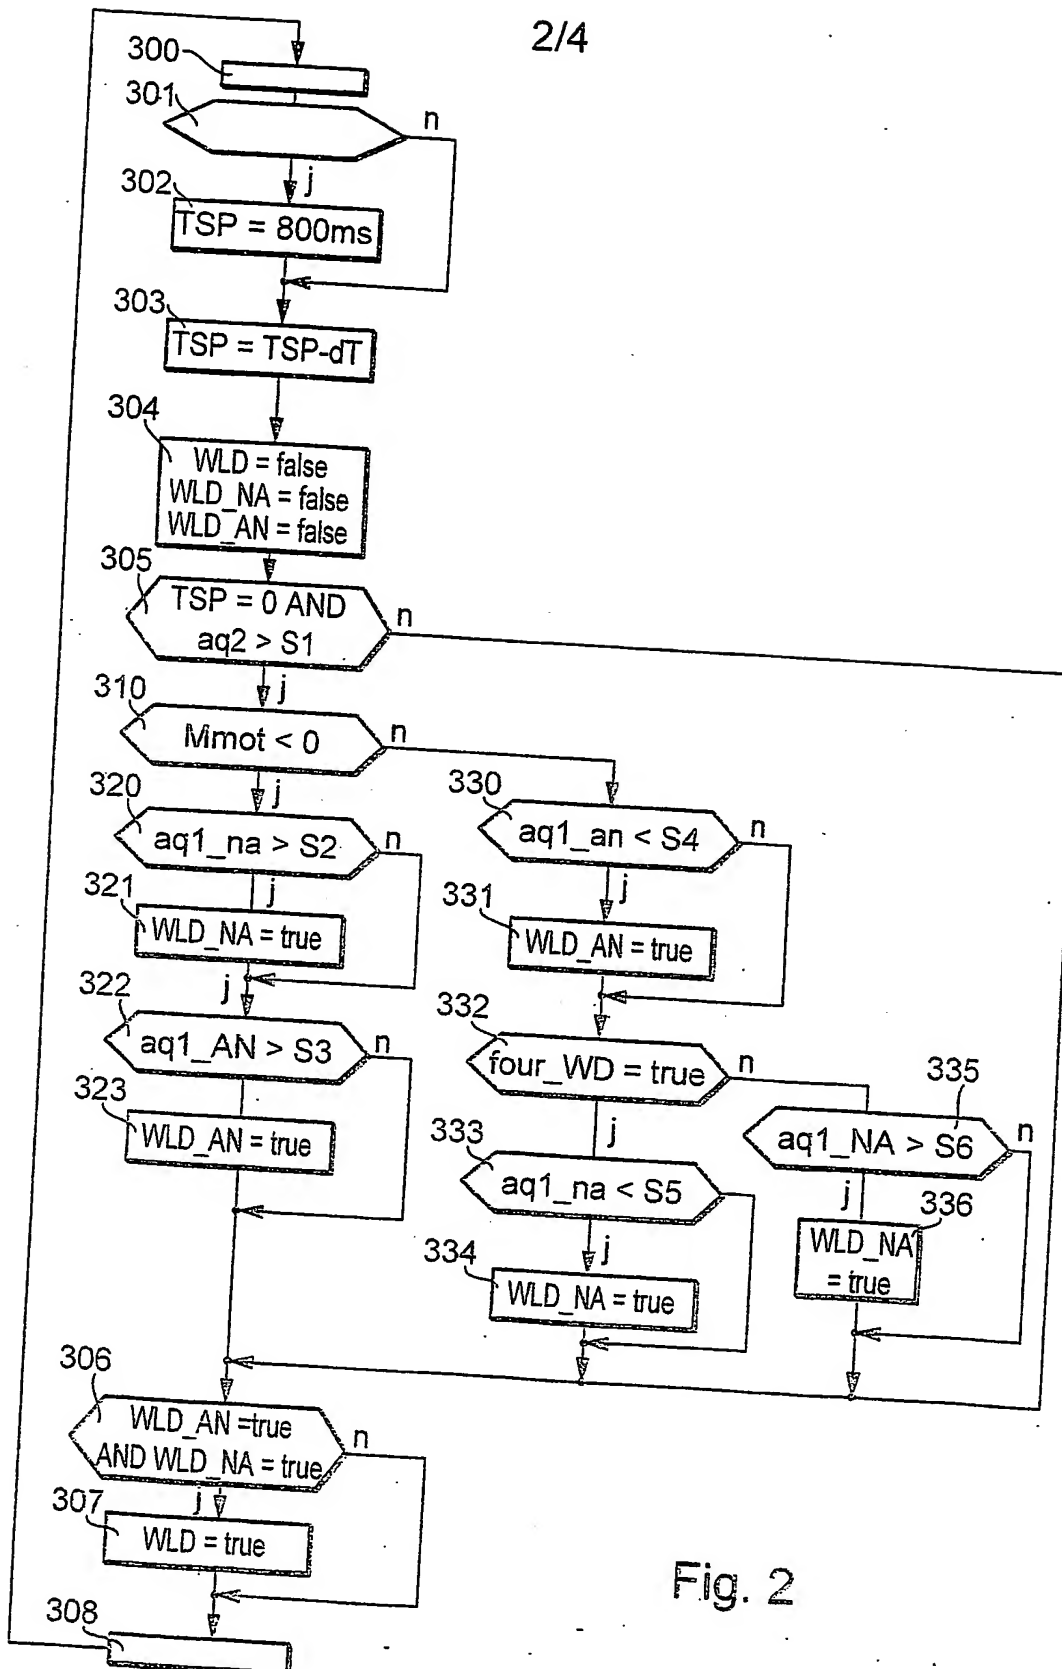 2/4
300
301
n
j
302
TSP = 800ms
303
TSP = TSP-dT
304
WLD = false
WLD_NA = false
WLD_AN = false
305
TSP = 0 AND
aq2 > S1
n
j
310
Mmot < 0
n
j
320
aq1_na > S2
n
j
321
WLD_NA = true
j
322
aq1_AN > S3
n
323
WLD_AN = true
330
aq1_an < S4
n
j
331
WLD_AN = true
332
four_WD = true
n
j
333
aq1_na < S5
j
334
WLD_NA = true
335
aq1_NA > S6
n
j
336
WLD_NA
= true
306
WLD_AN =true
AND WLD_NA = true
n
j
307
WLD = true
308
Fig. 2